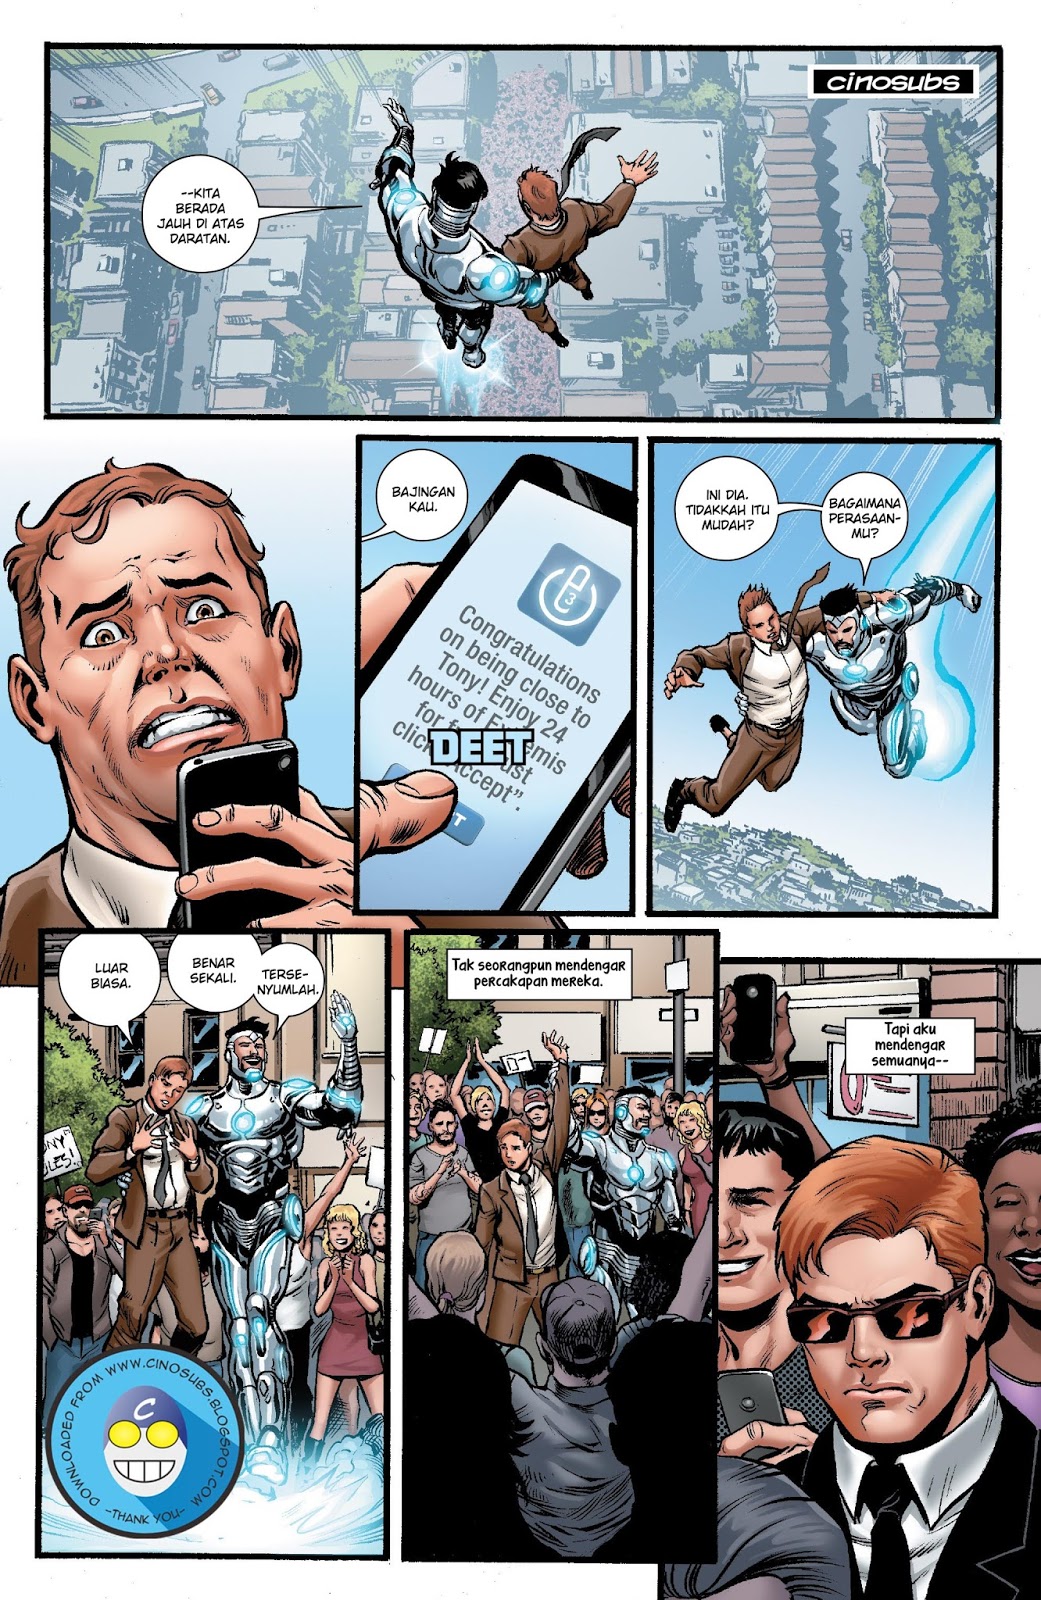 cinosubs
--KITA
BERADA
JAUH DI ATAS
DARATAN.
BAJINGAN
KAU.
3
Congratulations
on being close to
Tony! Enjoy 24
hours of
for
click Accept”.
DEET
T
INI DIA.
TIDAKKAH ITU
MUDAH?
BAGAIMANA
PERASAAN-
MU?
LUAR
BIASA.
BENAR
SEKALI.
TERSE-
NYUMLAH.
Tak seorangpun mendengar
percakapan mereka.
Tapi aku
mendengar
semuanya--
DOWNLOADED FROM WWW.CINOSUBS.BLOGSPOT.COM
C
-THANK YOU-